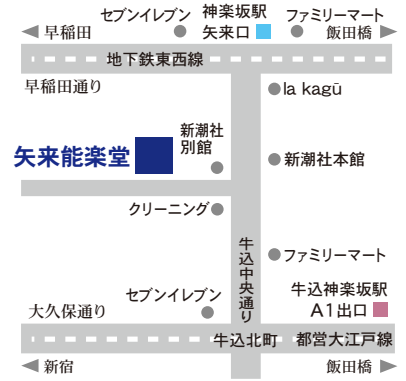 セブンイレブン
神楽坂駅
矢来口
ファミリーマート
早稲田
飯田橋
地下鉄東西線
早稲田通り
la kagū
新潮社
別館
矢来能楽堂
新潮社本館
クリーニング
牛込中央通り
ファミリーマート
牛込神楽坂駅
A1出口
セブンイレブン
大久保通り
牛込北町
都営大江戸線
新宿
飯田橋